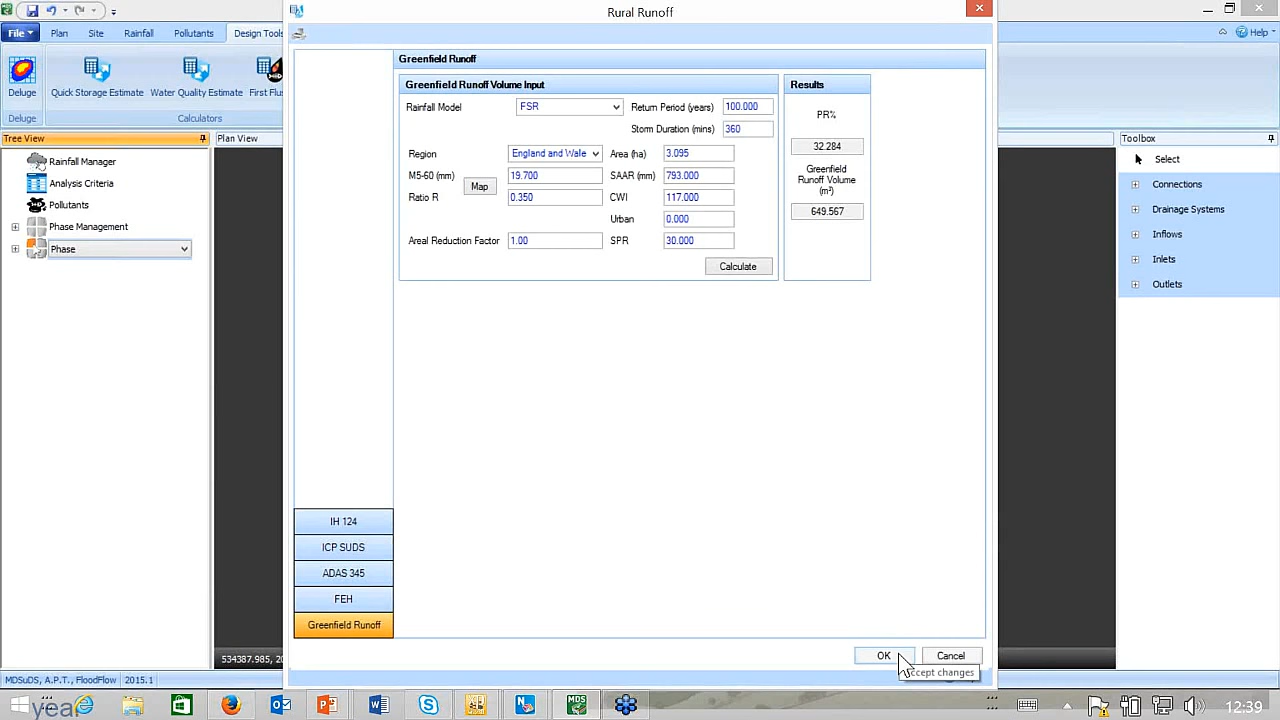 Rural Runoff
File
Plan
Site
Rainfall
Pollutants
Design Tools
Help
Deluge
Quick Storage Estimate
Water Quality Estimate
First Flu
Deluge
Calculators
Tree View
Plan View
Toolbox
Rainfall Manager
Analysis Criteria
Pollutants
Phase Management
Phase
Greenfield Runoff
Greenfield Runoff Volume Input
Rainfall Model
FSR
Return Period (years)
100.000
Storm Duration (mins)
360
Region
England and Wale
Area (ha)
3.095
M5-60 (mm)
19.700
SAAR (mm)
793.000
Map
Ratio R
0.350
CWI
117.000
Urban
0.000
Areal Reduction Factor
1.00
SPR
30.000
Calculate
Results
PR%
32.284
Greenfield
Runoff Volume
(m³)
649.567
Select
Connections
Drainage Systems
Inflows
Inlets
Outlets
IH 124
ICP SUDS
ADAS 345
FEH
Greenfield Runoff
OK
Cancel
ccept changes
534387.985, 20
MDSuDS, A.P.T., FloodFlow
2015.1
year
12:39